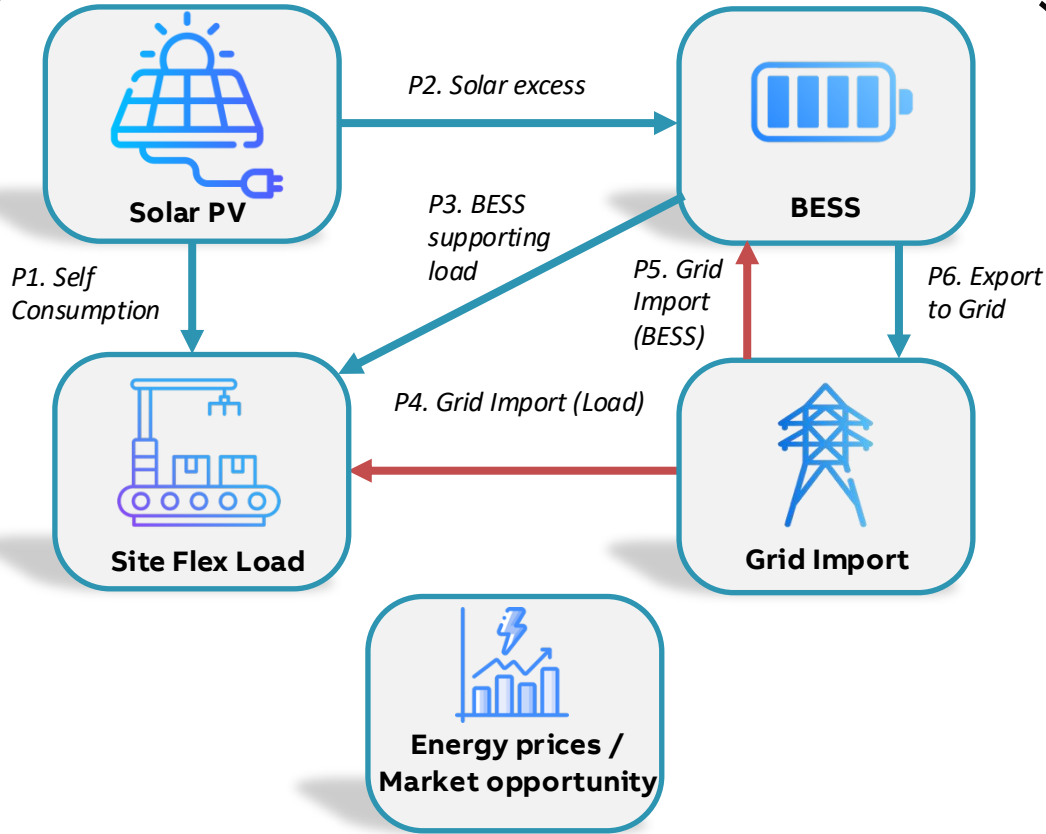 P2. Solar excess
Solar PV
BESS
P3. BESS
supporting
load
P1. Self
Consumption
P5. Grid
Import
(BESS)
P6. Export
to Grid
P4. Grid Import (Load)
Site Flex Load
Grid Import
Energy prices /
Market opportunity